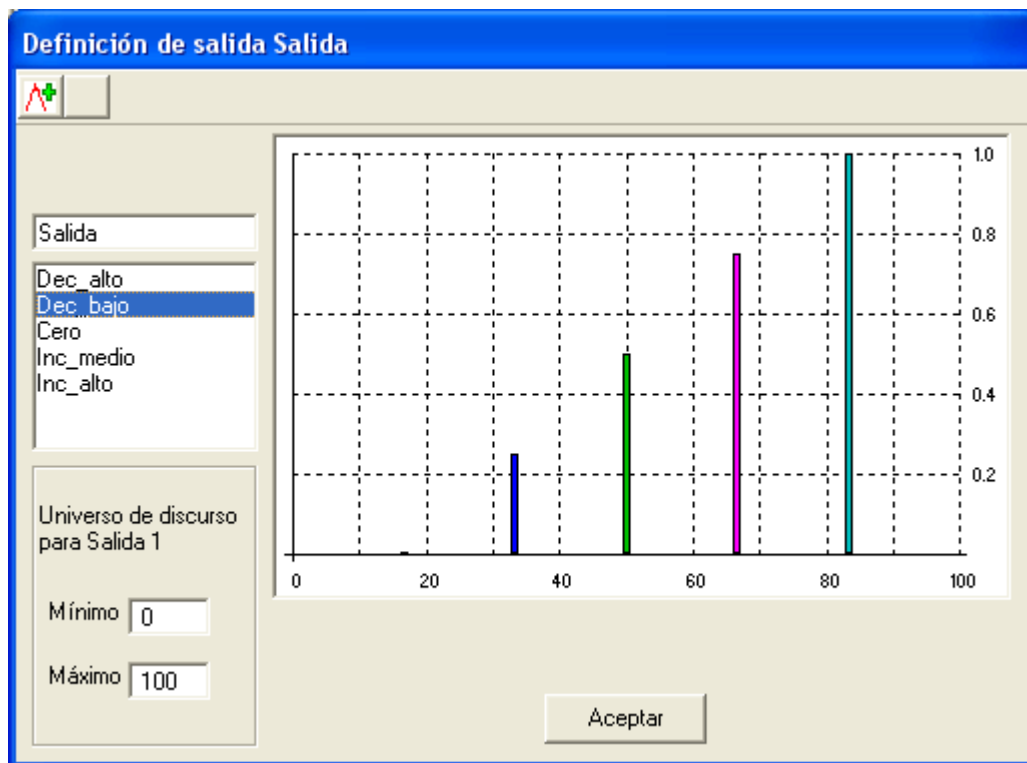 Definición de salida Salida
Salida
Dec_alto
Dec_bajo
Cero
Inc_medio
Inc_alto
Universo de discurso
para Salida 1
Mínimo 0
Máximo 100
1.0
0.8
0.6
0.4
0.2
0 20 40 60 80 100
Aceptar